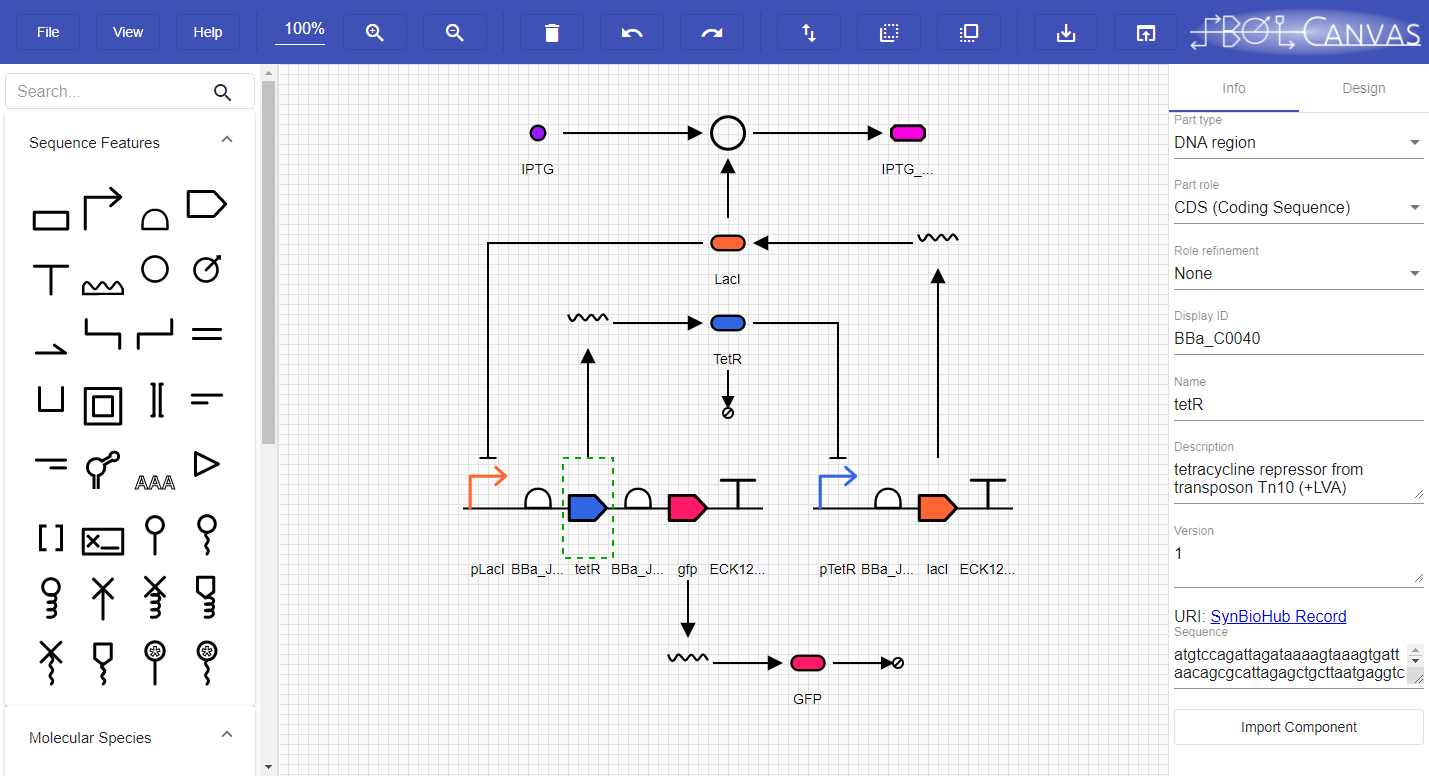 File
View
Help
100%
SBOLCANVAS
Search...
Sequence Features
AAA
Molecular Species
IPTG
IPTG_...
LacI
TetR
pLacI BBa_J... tetR BBa_J... gfp ECK12...
pTetR BBa_J... lacI ECK12...
GFP
Info
Design
Part type
DNA region
Part role
CDS (Coding Sequence)
Role refinement
None
Display ID
BBa_C0040
Name
tetR
Description
tetracycline repressor from
transposon Tn10 (+LVA)
Version
1
URI: SynBioHub Record
Sequence
atgtccagattagataaaagtaaagtgatt
aacagcgcattagagctgcttaatgaggtc
Import Component